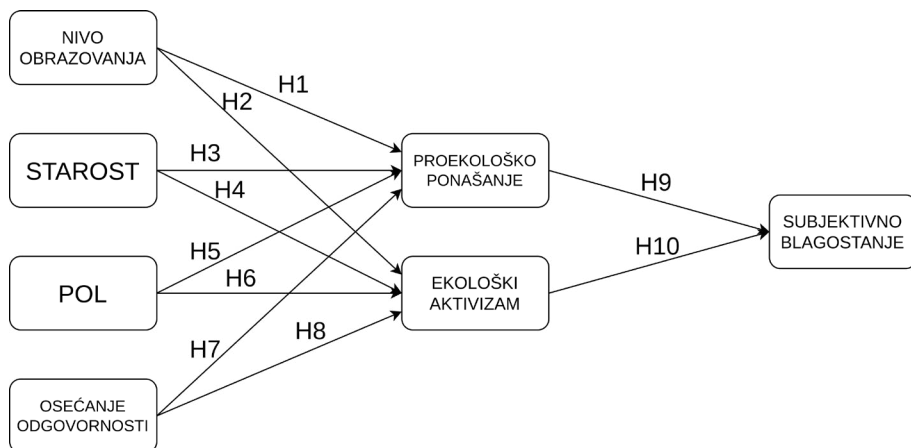 NIVO
OBRAZOVANJA
H1
H2
STAROST
H3
H4
PROEKOLOŠKO
PONAŠANJE
H9
SUBJEKTIVNO
BLAGOSTANJE
H10
POL
H5
H6
EKOLOŠKI
AKTIVIZAM
H7
H8
OSEĆANJE
ODGOVORNOSTI